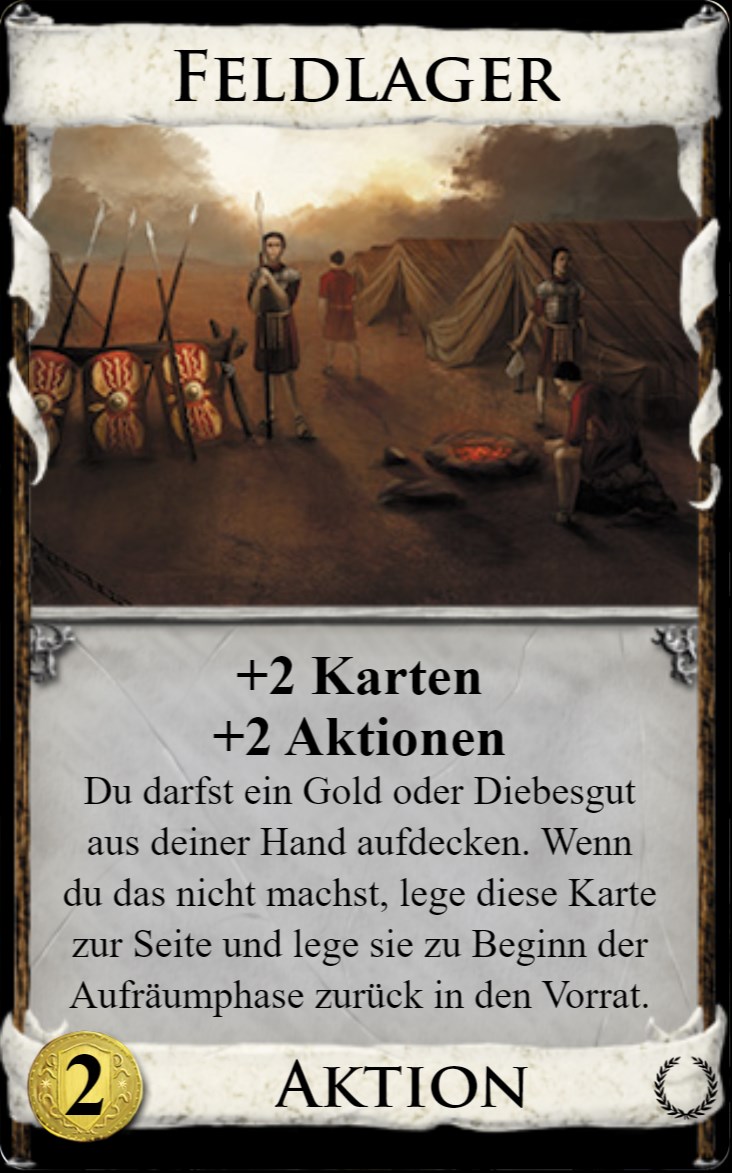 FELDLAGER
+2 Karten
+2 Aktionen
Du darfst ein Gold oder Diebesgut
aus deiner Hand aufdecken. Wenn
du das nicht machst, lege diese Karte
zur Seite und lege sie zu Beginn der
Aufräumphase zurück in den Vorrat.
2
AKTION